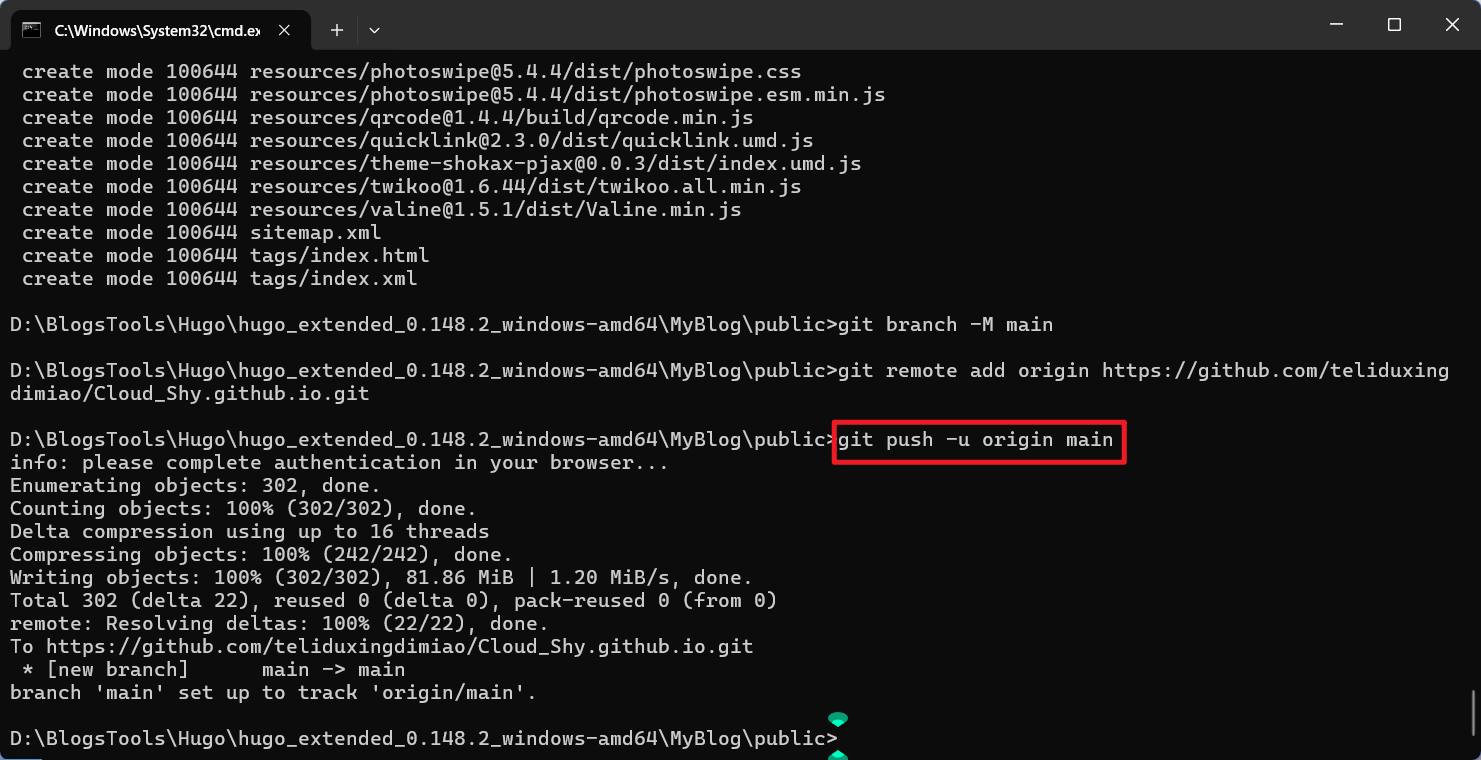 C:\Windows\System32\cmd.ex
create mode 100644 resources/photoswipe@5.4.4/dist/photoswipe.css
create mode 100644 resources/photoswipe@5.4.4/dist/photoswipe.esm.min.js
create mode 100644 resources/qrcode@1.4.4/build/qrcode.min.js
create mode 100644 resources/quicklink@2.3.0/dist/quicklink.umd.js
create mode 100644 resources/theme-shokax-pjax@0.0.3/dist/index.umd.js
create mode 100644 resources/twikoo@1.6.44/dist/twikoo.all.min.js
create mode 100644 resources/valine@1.5.1/dist/Valine.min.js
create mode 100644 sitemap.xml
create mode 100644 tags/index.html
create mode 100644 tags/index.xml
D:\BlogsTools\Hugo\hugo_extended_0.148.2_windows-amd64\MyBlog\public>git branch -M main
D:\BlogsTools\Hugo\hugo_extended_0.148.2_windows-amd64\MyBlog\public>git remote add origin https://github.com/teliduxing
dimiao/Cloud_Shy.github.io.git
D:\BlogsTools\Hugo\hugo_extended_0.148.2_windows-amd64\MyBlog\public>git push -u origin main
info: please complete authentication in your browser...
Enumerating objects: 302, done.
Counting objects: 100% (302/302), done.
Delta compression using up to 16 threads
Compressing objects: 100% (242/242), done.
Writing objects: 100% (302/302), 81.86 MiB | 1.20 MiB/s, done.
Total 302 (delta 22), reused 0 (delta 0), pack-reused 0 (from 0)
remote: Resolving deltas: 100% (22/22), done.
To https://github.com/teliduxingdimiao/Cloud_Shy.github.io.git
 * [new branch]      main -> main
branch 'main' set up to track 'origin/main'.
D:\BlogsTools\Hugo\hugo_extended_0.148.2_windows-amd64\MyBlog\public>